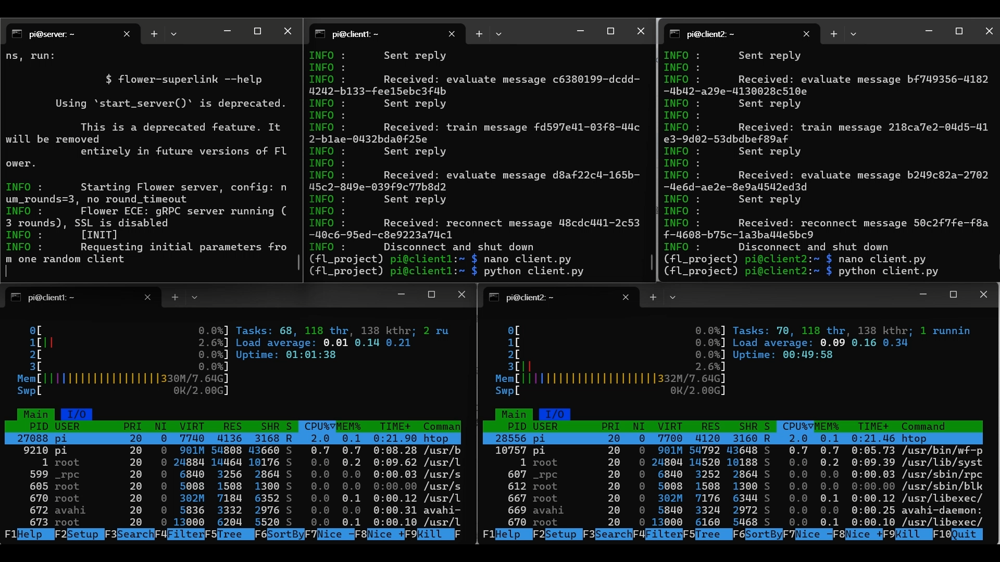 pi@server: ~
ns, run:
$ flower-superlink --help
Using `start_server()` is deprecated.
This is a deprecated feature. It
will be removed
entirely in future versions of Fl
ower.
INFO :      Starting Flower server, config: n
um_rounds=3, no round_timeout
INFO :      Flower ECE: gRPC server running (
3 rounds), SSL is disabled
INFO :      [INIT]
INFO :      Requesting initial parameters fro
m one random client
pi@client1: ~
INFO :      Sent reply
INFO :
INFO :      Received: evaluate message c6380199-dcdd-
4242-b133-fee15ebc3f4b
INFO :      Sent reply
INFO :
INFO :      Received: train message fd597e41-03f8-44c
2-b1ae-0432bda0f25e
INFO :      Sent reply
INFO :
INFO :      Received: evaluate message d8af22c4-165b-
45c2-849e-039f9c77b8d2
INFO :      Sent reply
INFO :
INFO :      Received: reconnect message 48cdc441-2c53
-40c6-95ed-c8e9223a74c1
INFO :      Disconnect and shut down
(fl_project) pi@client1:~ $ nano client.py
(fl_project) pi@client1:~ $ python client.py
pi@client2: ~
INFO :      Sent reply
INFO :
INFO :      Received: evaluate message bf749356-4182
-4b42-a29e-4130028c510e
INFO :      Sent reply
INFO :
INFO :      Received: train message 218ca7e2-04d5-41
e3-9d02-53dbdbef89af
INFO :      Sent reply
INFO :
INFO :      Received: evaluate message b249c82a-2702
-4e6d-ae2e-8e9a4542ed3d
INFO :      Sent reply
INFO :
INFO :      Received: reconnect message 50c2f7fe-f8a
f-4608-b75c-1a3ba44e5bc9
INFO :      Disconnect and shut down
(fl_project) pi@client2:~ $ nano client.py
(fl_project) pi@client2:~ $ python client.py
pi@client1: ~
0[ 0.0%] Tasks: 68, 118 thr, 138 kthr; 2 ru
1[|| 2.6%] Load average: 0.01 0.14 0.21
2[ 0.0%] Uptime: 01:01:38
3[ 0.0%]
Mem[|||||||||||||||||||330M/7.64G]
Swp[ 0K/2.00G]
Main I/O
PID USER PRI NI VIRT RES SHR S CPU%▽MEM% TIME+ Comman
27088 pi 20 0 7740 4136 3168 R 2.0 0.1 0:21.90 htop
9210 pi 20 0 901M 54808 43660 S 0.7 0.7 0:08.28 /usr/b
1 root 20 0 24884 14464 10176 S 0.0 0.2 0:09.62 /usr/l
599 _rpc 20 0 6840 3256 2864 S 0.0 0.0 0:00.03 /usr/s
605 root 20 0 5008 1508 1300 S 0.0 0.0 0:00.00 /usr/s
670 root 20 0 302M 7184 6352 S 0.0 0.1 0:00.12 /usr/l
672 avahi 20 0 5836 3332 2976 S 0.0 0.0 0:00.31 avahi-
673 root 20 0 13000 6204 5520 S 0.0 0.1 0:00.10 /usr/l
F1Help F2Setup F3SearchF4FilterF5Tree F6SortByF7Nice -F8Nice +F9Kill F
pi@client2: ~
0[ 0.0%] Tasks: 70, 118 thr, 138 kthr; 1 runnin
1[ 0.0%] Load average: 0.09 0.16 0.34
2[ 0.0%] Uptime: 00:49:58
3[|| 2.6%]
Mem[||||||||||||||||||||||332M/7.64G]
Swp[ 0K/2.00G]
Main I/O
PID USER PRI NI VIRT RES SHR S CPU%▽MEM% TIME+ Command
28556 pi 20 0 7700 4120 3160 R 2.0 0.1 0:21.46 htop
10757 pi 20 0 901M 54792 43648 S 0.7 0.7 0:05.73 /usr/bin/wf-p
1 root 20 0 24804 14520 10188 S 0.0 0.2 0:09.39 /usr/lib/syst
607 _rpc 20 0 6840 3252 2864 S 0.0 0.0 0:00.03 /usr/sbin/rpc
612 root 20 0 5008 1508 1300 S 0.0 0.0 0:00.00 /usr/sbin/blk
667 root 20 0 302M 7176 6344 S 0.0 0.1 0:00.12 /usr/libexec/
669 avahi 20 0 5840 3324 2972 S 0.0 0.0 0:00.25 avahi-daemon:
670 root 20 0 13000 6160 5468 S 0.0 0.1 0:00.10 /usr/libexec/
F1Help F2Setup F3SearchF4FilterF5Tree F6SortByF7Nice -F8Nice +F9Kill F10Quit